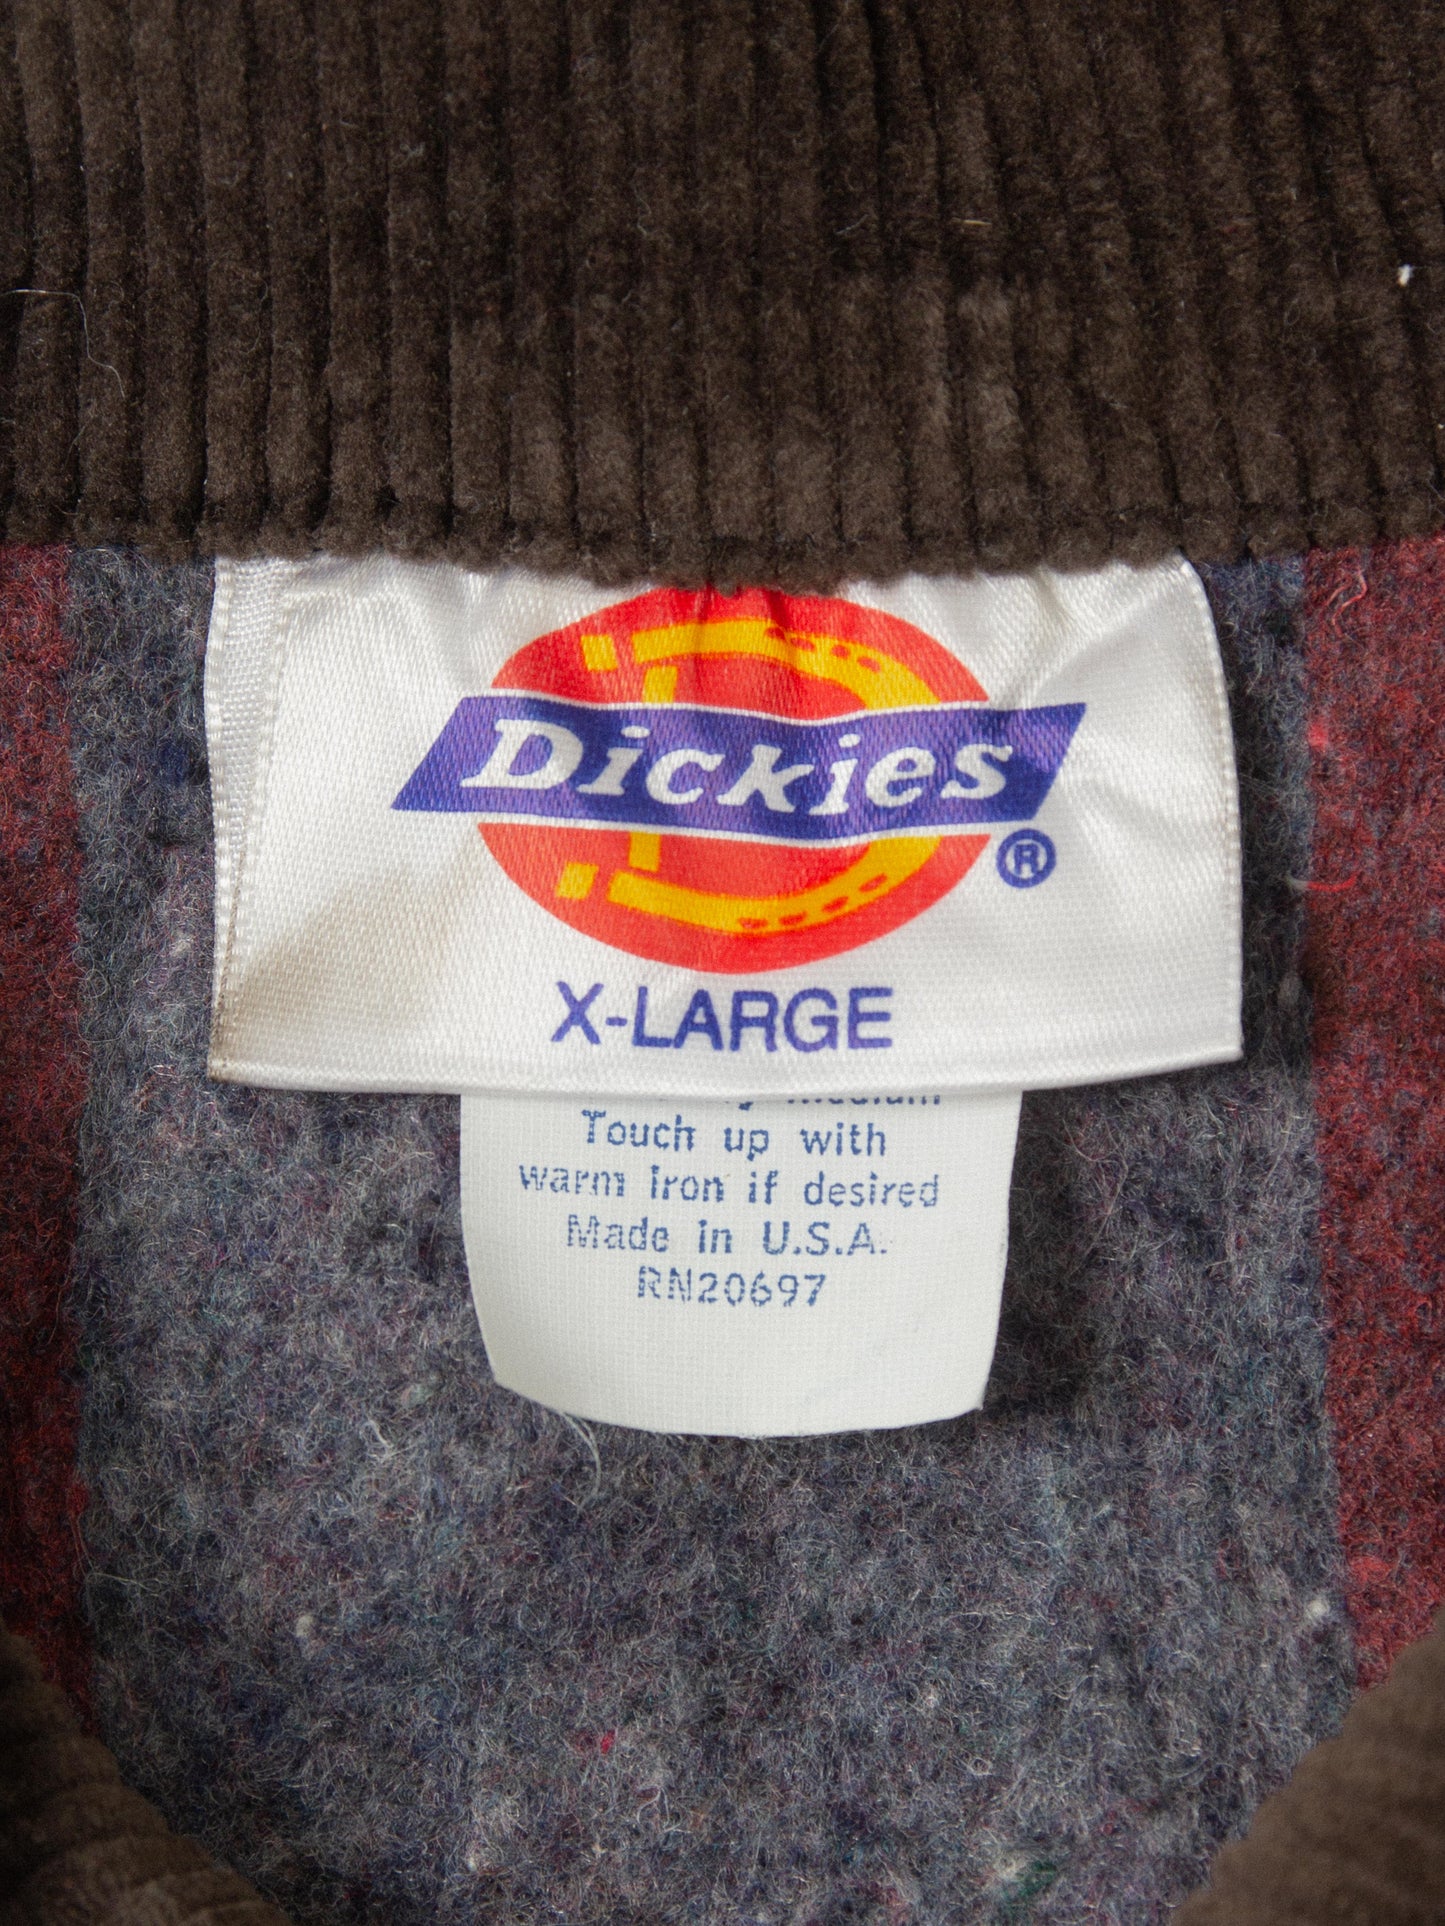 Dickies
®
X-LARGE
Touch up with
warm iron if desired
Made in U.S.A.
RN20697